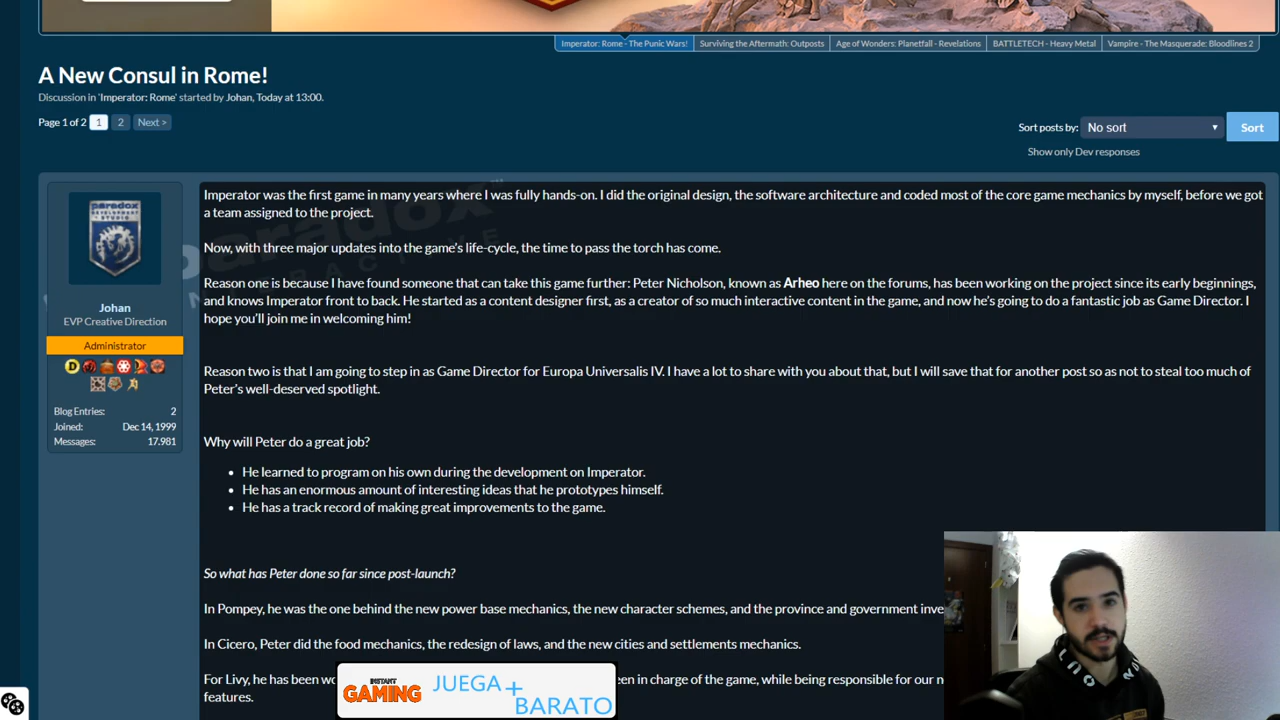 Imperator: Rome - The Punic Wars!
Surviving the Aftermath: Outposts
Age of Wonders: Planetfall - Revelations
BATTLETECH - Heavy Metal
Vampire - The Masquerade: Bloodlines 2
A New Consul in Rome!
Discussion in 'Imperator: Rome' started by Johan, Today at 13:00.
Page 1 of 2 1 2 Next >
Sort posts by: No sort Sort
Show only Dev responses
paradox
DEVELOPMENT
STUDIO
Johan
EVP Creative Direction
Administrator
Blog Entries: 2
Joined: Dec 14, 1999
Messages: 17.981
paradox
INTERACTIVE
Imperator was the first game in many years where I was fully hands-on. I did the original design, the software architecture and coded most of the core game mechanics by myself, before we got
a team assigned to the project.
Now, with three major updates into the game's life-cycle, the time to pass the torch has come.
Reason one is because I have found someone that can take this game further: Peter Nicholson, known as Arheo here on the forums, has been working on the project since its early beginnings,
and knows Imperator front to back. He started as a content designer first, as a creator of so much interactive content in the game, and now he's going to do a fantastic job as Game Director. I
hope you'll join me in welcoming him!
Reason two is that I am going to step in as Game Director for Europa Universalis IV. I have a lot to share with you about that, but I will save that for another post so as not to steal too much of
Peter's well-deserved spotlight.
Why will Peter do a great job?
• He learned to program on his own during the development on Imperator.
• He has an enormous amount of interesting ideas that he prototypes himself.
• He has a track record of making great improvements to the game.
So what has Peter done so far since post-launch?
In Pompey, he was the one behind the new power base mechanics, the new character schemes, and the province and government inve
In Cicero, Peter did the food mechanics, the redesign of laws, and the new cities and settlements mechanics.
For Livy, he has been wo
een in charge of the game, while being responsible for our n
features.
INSTANT
GAMING
JUEGA+
BARATO